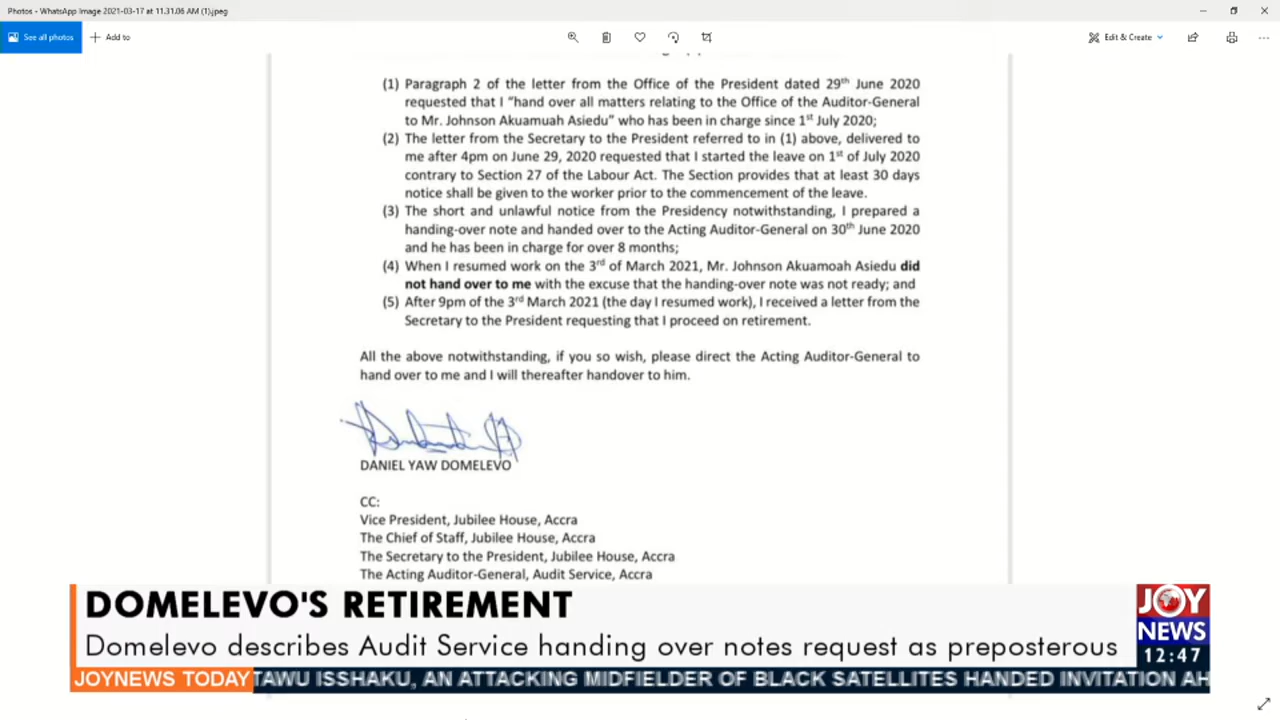 Photos - WhatsApp Image 2021-03-17 at 11.31.06 AM (1).jpeg
See all photos
Add to
Edit & Create
(1) Paragraph 2 of the letter from the Office of the President dated 29th June 2020
requested that I "hand over all matters relating to the Office of the Auditor-General
to Mr. Johnson Akuamuah Asiedu" who has been in charge since 1st July 2020;
(2) The letter from the Secretary to the President referred to in (1) above, delivered to
me after 4pm on June 29, 2020 requested that I started the leave on 1st of July 2020
contrary to Section 27 of the Labour Act. The Section provides that at least 30 days
notice shall be given to the worker prior to the commencement of the leave.
(3) The short and unlawful notice from the Presidency notwithstanding, I prepared a
handing-over note and handed over to the Acting Auditor-General on 30th June 2020
and he has been in charge for over 8 months;
(4) When I resumed work on the 3rd of March 2021, Mr. Johnson Akuamoah Asiedu did
not hand over to me with the excuse that the handing-over note was not ready; and
(5) After 9pm of the 3rd March 2021 (the day I resumed work), I received a letter from the
Secretary to the President requesting that I proceed on retirement.
All the above notwithstanding, if you so wish, please direct the Acting Auditor-General to
hand over to me and I will thereafter handover to him.
DANIEL YAW DOMELEVO
CC:
Vice President, Jubilee House, Accra
The Chief of Staff, Jubilee House, Accra
The Secretary to the President, Jubilee House, Accra
The Acting Auditor-General, Audit Service, Accra
DOMELEVO'S RETIREMENT
Domelevo describes Audit Service handing over notes request as preposterous
JOY
NEWS
12:47
JOYNEWS TODAY TAWU ISSHAKU, AN ATTACKING MIDFIELDER OF BLACK SATELLITES HANDED INVITATION AH